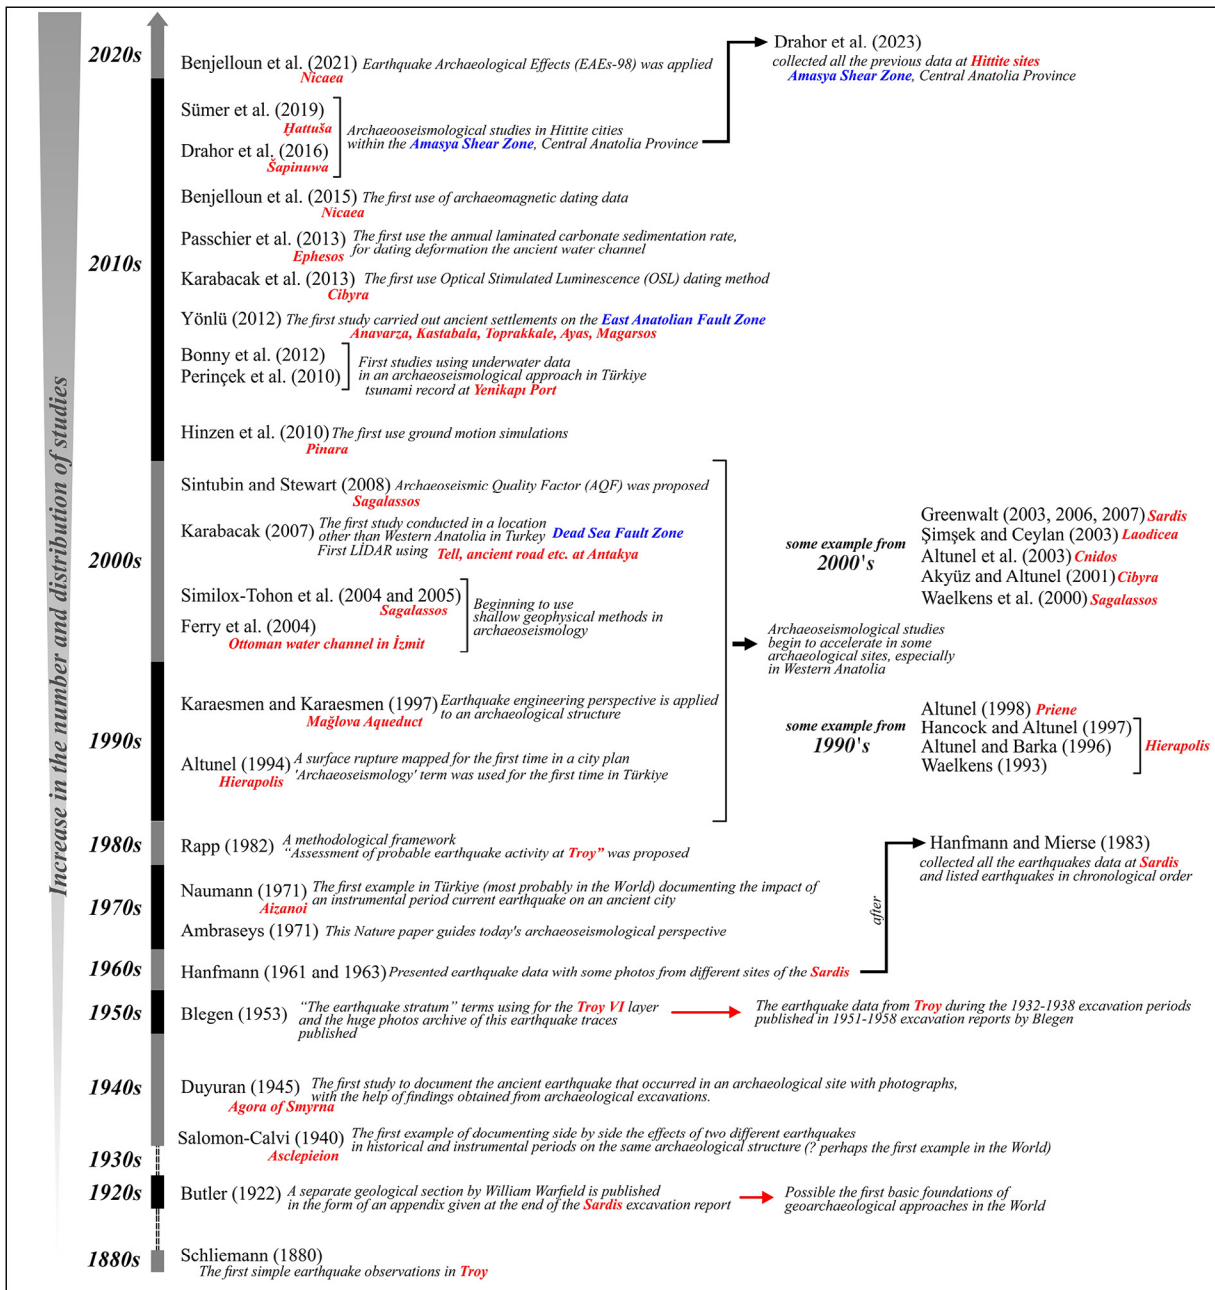 Increase in the number and distribution of studies
2020s
Benjelloun et al. (2021) Earthquake Archaeological Effects (EAEs-98) was applied
Nicaea
Drahor et al. (2023)
collected all the previous data at Hittite sites
Amasya Shear Zone, Central Anatolia Province
Sümer et al. (2019)
Ḫattuša
Drahor et al. (2016)
Šapinuwa
Archaeooseismological studies in Hittite cities
within the Amasya Shear Zone, Central Anatolia Province
Benjelloun et al. (2015) The first use of archaeomagnetic dating data
Nicaea
2010s
Passchier et al. (2013) The first use the annual laminated carbonate sedimentation rate,
for dating deformation the ancient water channel
Ephesos
Karabacak et al. (2013) The first use Optical Stimulated Luminescence (OSL) dating method
Cibyra
Yönlü (2012) The first study carried out ancient settlements on the East Anatolian Fault Zone
Anavarza, Kastabala, Toprakkale, Ayas, Magarsos
Bonny et al. (2012)
Perinçek et al. (2010)
First studies using underwater data
in an archaeoseismological approach in Türkiye
tsunami record at Yenikapı Port
Hinzen et al. (2010) The first use ground motion simulations
Pinara
2000s
Sintubin and Stewart (2008) Archaeoseismic Quality Factor (AQF) was proposed
Sagalassos
Karabacak (2007) The first study conducted in a location
other than Western Anatolia in Turkey Dead Sea Fault Zone
First LİDAR using Tell, ancient road etc. at Antakya
Similox-Tohon et al. (2004 and 2005)
Sagalassos
Ferry et al. (2004)
Ottoman water channel in İzmit
Beginning to use
shallow geophysical methods in
archaeoseismology
some example from
2000's
Greenwalt (2003, 2006, 2007) Sardis
Şimşek and Ceylan (2003) Laodicea
Altunel et al. (2003) Cnidos
Akyüz and Altunel (2001) Cibyra
Waelkens et al. (2000) Sagalassos
Archaeoseismological studies
begin to accelerate in some
archaeological sites, especially
in Western Anatolia
1990s
Karaesmen and Karaesmen (1997) Earthquake engineering perspective is applied
to an archaeological structure
Mağlova Aqueduct
Altunel (1994) A surface rupture mapped for the first time in a city plan
'Archaeoseismology' term was used for the first time in Türkiye
Hierapolis
some example from
1990's
Altunel (1998) Priene
Hancock and Altunel (1997)
Altunel and Barka (1996)
Waelkens (1993)
Hierapolis
1980s
Rapp (1982) A methodological framework
“Assessment of probable earthquake activity at Troy” was proposed
Hanfmann and Mierse (1983)
collected all the earthquakes data at Sardis
and listed earthquakes in chronological order
after
1970s
Naumann (1971) The first example in Türkiye (most probably in the World) documenting the impact of
an instrumental period current earthquake on an ancient city
Aizanoi
Ambraseys (1971) This Nature paper guides today's archaeoseismological perspective
1960s
Hanfmann (1961 and 1963) Presented earthquake data with some photos from different sites of the Sardis
1950s
Blegen (1953) “The earthquake stratum” terms using for the Troy VI layer
and the huge photos archive of this earthquake traces
published
The earthquake data from Troy during the 1932-1938 excavation periods
published in 1951-1958 excavation reports by Blegen
1940s
Duyuran (1945) The first study to document the ancient earthquake that occurred in an archaeological site with photographs,
with the help of findings obtained from archaeological excavations.
Agora of Smyrna
Salomon-Calvi (1940) The first example of documenting side by side the effects of two different earthquakes
in historical and instrumental periods on the same archaeological structure (? perhaps the first example in the World)
Asclepieion
1930s
1920s
Butler (1922) A separate geological section by William Warfield is published
in the form of an appendix given at the end of the Sardis excavation report
Possible the first basic foundations of
geoarchaeological approaches in the World
1880s
Schliemann (1880)
The first simple earthquake observations in Troy